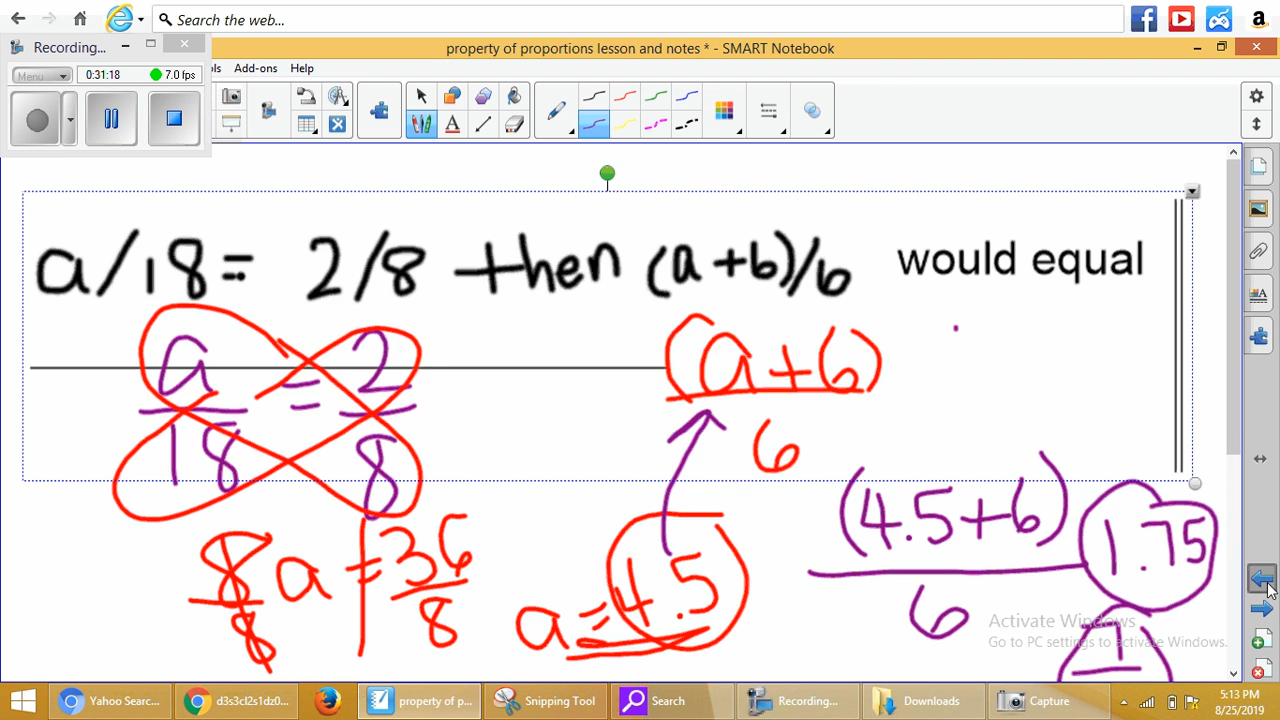 Search the web...
Recording...
Menu
00:31:18
7.0 fps
property of proportions lesson and notes * - SMART Notebook
ols Add-ons Help
a/18= 2/8 then (a+6)/6 would equal
a = 2
18 8
(a+6)
6
8a = 36
8 8
a = 4.5
(4.5+6)
6
1.75
Activate Windows
Go to PC settings to activate Windows.
Yahoo Searc...
d3s3cl2s1dz0...
property of p...
Snipping Tool
Search
Recording...
Downloads
Capture
5:13 PM
8/25/2019